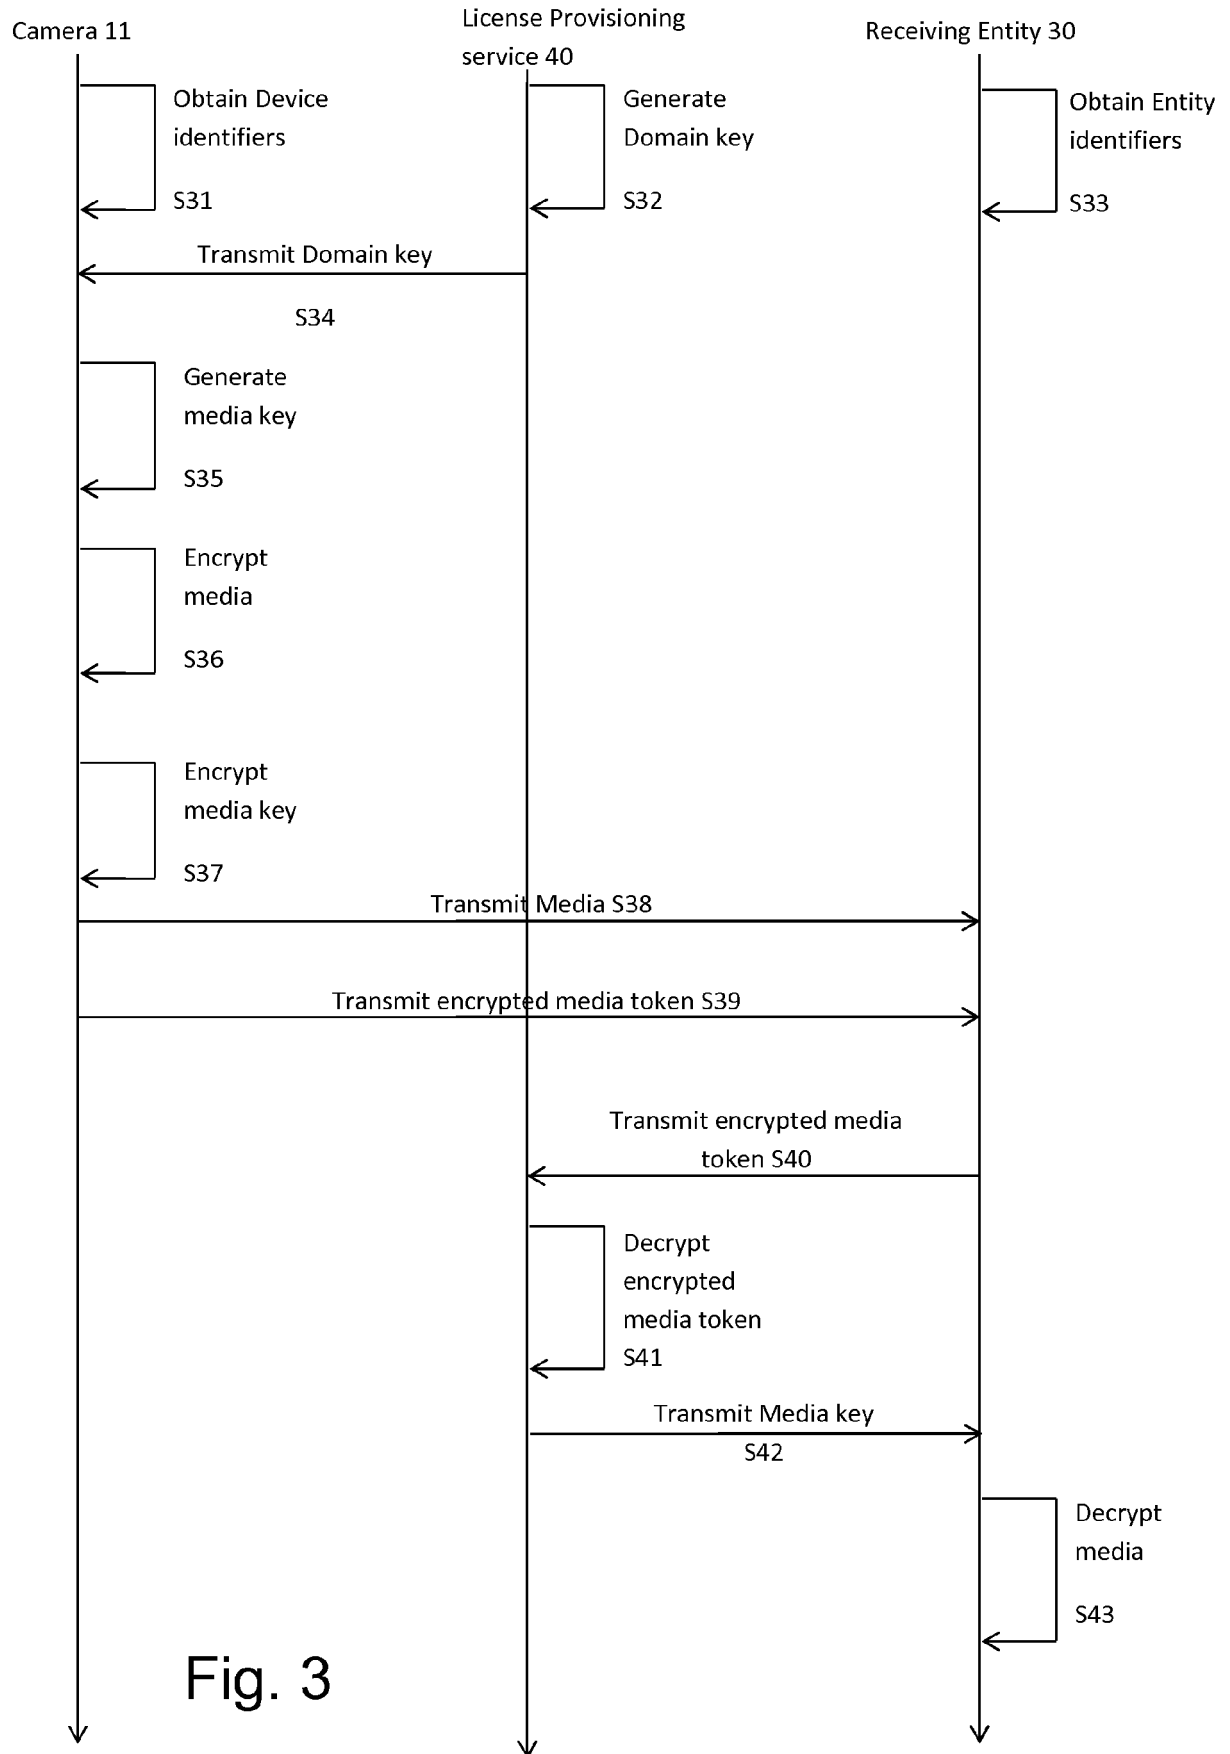 Camera 11
License Provisioning
service 40
Receiving Entity 30
Obtain Device
identifiers
S31
Generate
Domain key
S32
Obtain Entity
identifiers
S33
Transmit Domain key
S34
Generate
media key
S35
Encrypt
media
S36
Encrypt
media key
S37
Transmit Media S38
Transmit encrypted media token S39
Transmit encrypted media
token S40
Decrypt
encrypted
media token
S41
Transmit Media key
S42
Decrypt
media
S43
Fig. 3